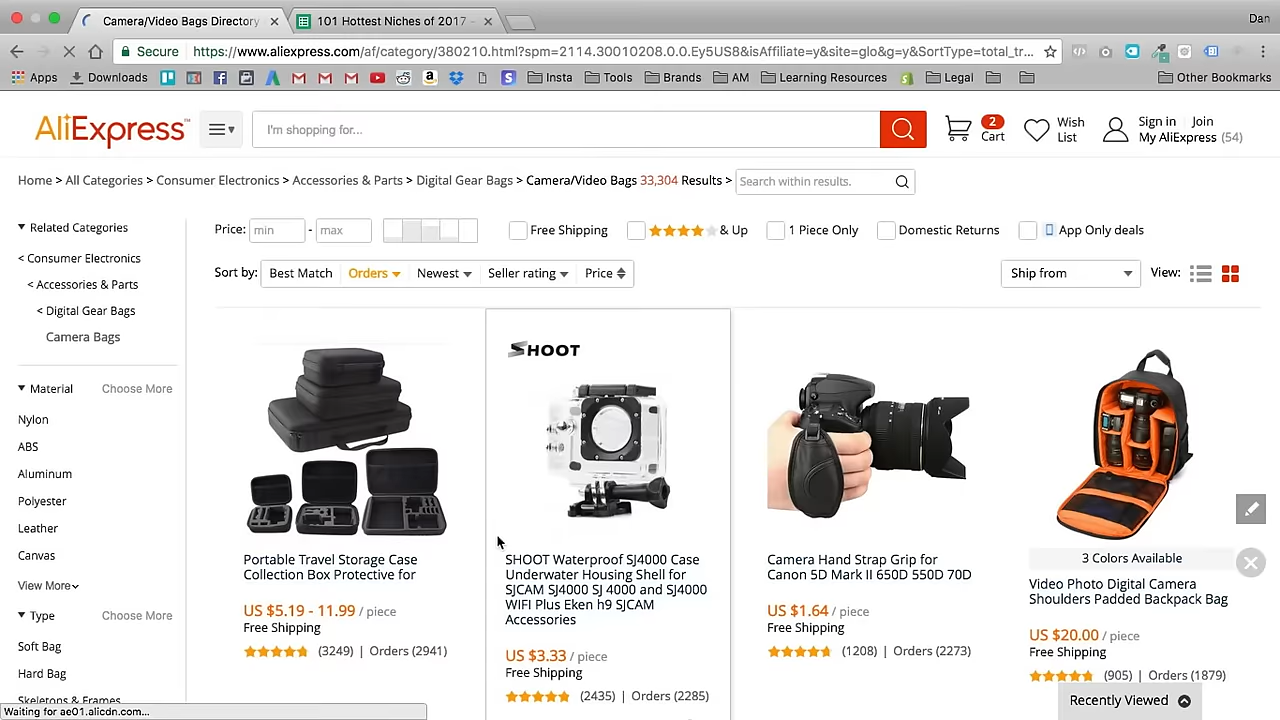 Camera/Video Bags Directory
101 Hottest Niches of 2017 -
Dan
Secure
https://www.aliexpress.com/af/category/380210.html?spm=2114.30010208.0.0.Ey5US8&isAffiliate=y&site=glo&g=y&SortType=total_tr...
Apps
Downloads
Insta
Tools
Brands
AM
Learning Resources
Legal
Other Bookmarks
AliExpress™
I'm shopping for...
2
Cart
Wish
List
Sign in
Join
My AliExpress (54)
Home > All Categories > Consumer Electronics > Accessories & Parts > Digital Gear Bags > Camera/Video Bags 33,304 Results >
Search within results.
Related Categories
< Consumer Electronics
< Accessories & Parts
< Digital Gear Bags
Camera Bags
Price:
min
-
max
Free Shipping
& Up
1 Piece Only
Domestic Returns
App Only deals
Sort by:
Best Match
Orders
Newest
Seller rating
Price
Ship from
View:
Material
Choose More
Nylon
ABS
Aluminum
Polyester
Leather
Canvas
View More
Type
Choose More
Soft Bag
Hard Bag
Skeletons & Frames
Portable Travel Storage Case
Collection Box Protective for
US $5.19 - 11.99 / piece
Free Shipping
(3249) | Orders (2941)
SHOOT
SHOOT Waterproof SJ4000 Case
Underwater Housing Shell for
SJCAM SJ4000 SJ 4000 and SJ4000
WIFI Plus Eken h9 SJCAM
Accessories
US $3.33 / piece
Free Shipping
(2435) | Orders (2285)
Camera Hand Strap Grip for
Canon 5D Mark II 650D 550D 70D
US $1.64 / piece
Free Shipping
(1208) | Orders (2273)
3 Colors Available
Video Photo Digital Camera
Shoulders Padded Backpack Bag
US $20.00 / piece
Free Shipping
(905) | Orders (1879)
Recently Viewed
Waiting for ae01.alicdn.com...